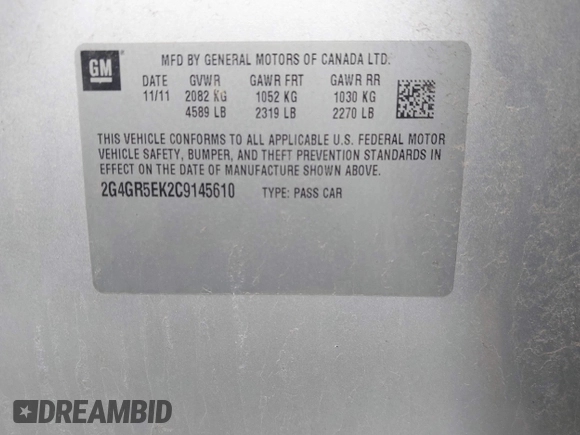 GM
MFD BY GENERAL MOTORS OF CANADA LTD.
DATE GVWR GAWR FRT GAWR RR
11/11 2082 KG 1052 KG 1030 KG
4589 LB 2319 LB 2270 LB
THIS VEHICLE CONFORMS TO ALL APPLICABLE U.S. FEDERAL MOTOR
VEHICLE SAFETY, BUMPER, AND THEFT PREVENTION STANDARDS IN
EFFECT ON THE DATE OF MANUFACTURE SHOWN ABOVE.
2G4GR5EK2C9145610 TYPE: PASS CAR
DREAMBID